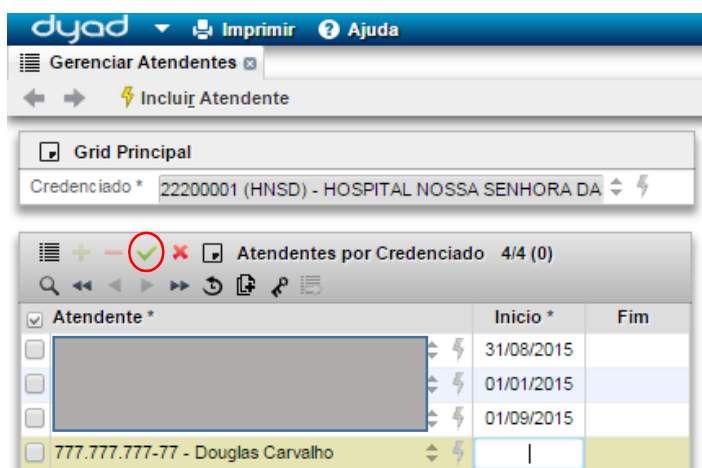 dyad Imprimir Ajuda
Gerenciar Atendentes
Incluir Atendente
Grid Principal
Credenciado * 22200001 (HNSD) - HOSPITAL NOSSA SENHORA DA
Atendentes por Credenciado 4/4 (0)
Atendente * Inicio * Fim
31/08/2015
01/01/2015
01/09/2015
777.777.777-77 - Douglas Carvalho